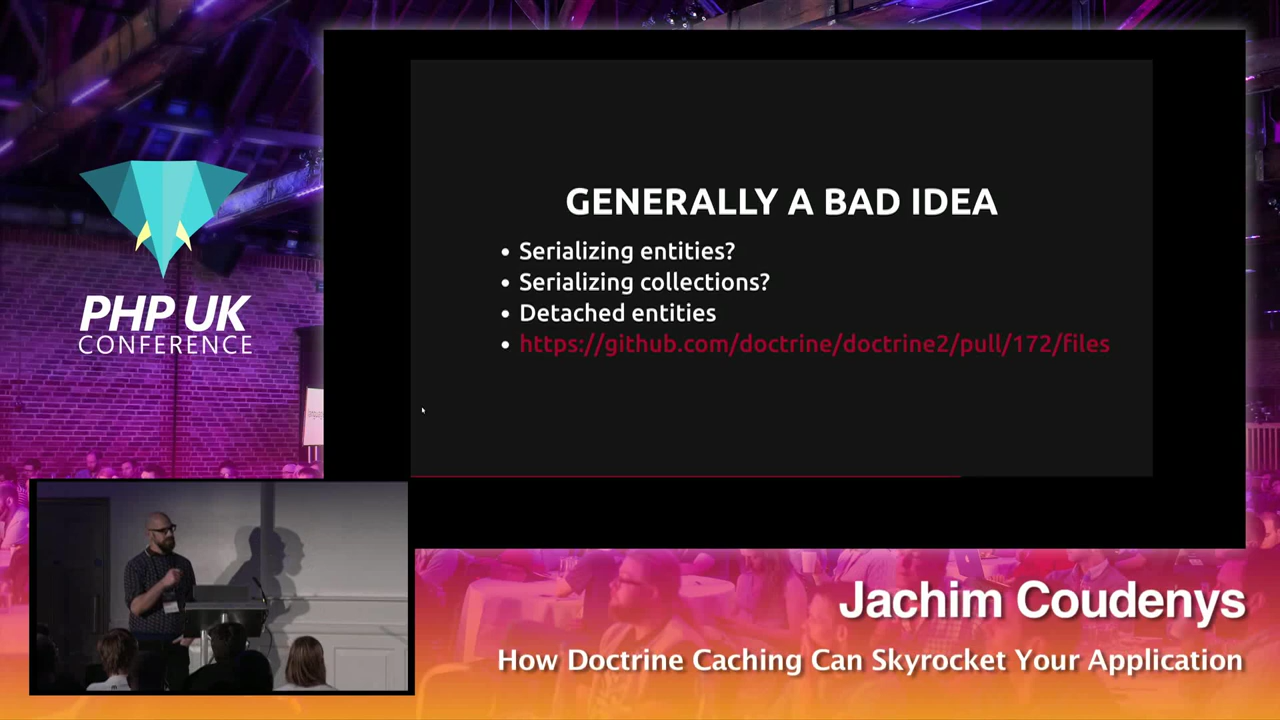 GENERALLY A BAD IDEA
• Serializing entities?
• Serializing collections?
• Detached entities
• https://github.com/doctrine/doctrine2/pull/172/files
PHP UK
CONFERENCE
Jachim Coudenys
How Doctrine Caching Can Skyrocket Your Application